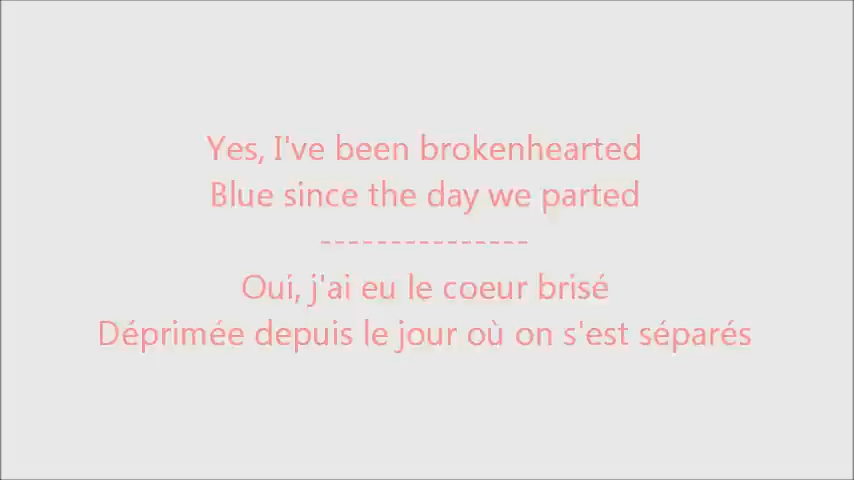 Yes, I've been brokenhearted
Blue since the day we parted
---------------
Ouí, j'ai eu le coeur brisé
Déprimée depuis le jour où on s'est séparés